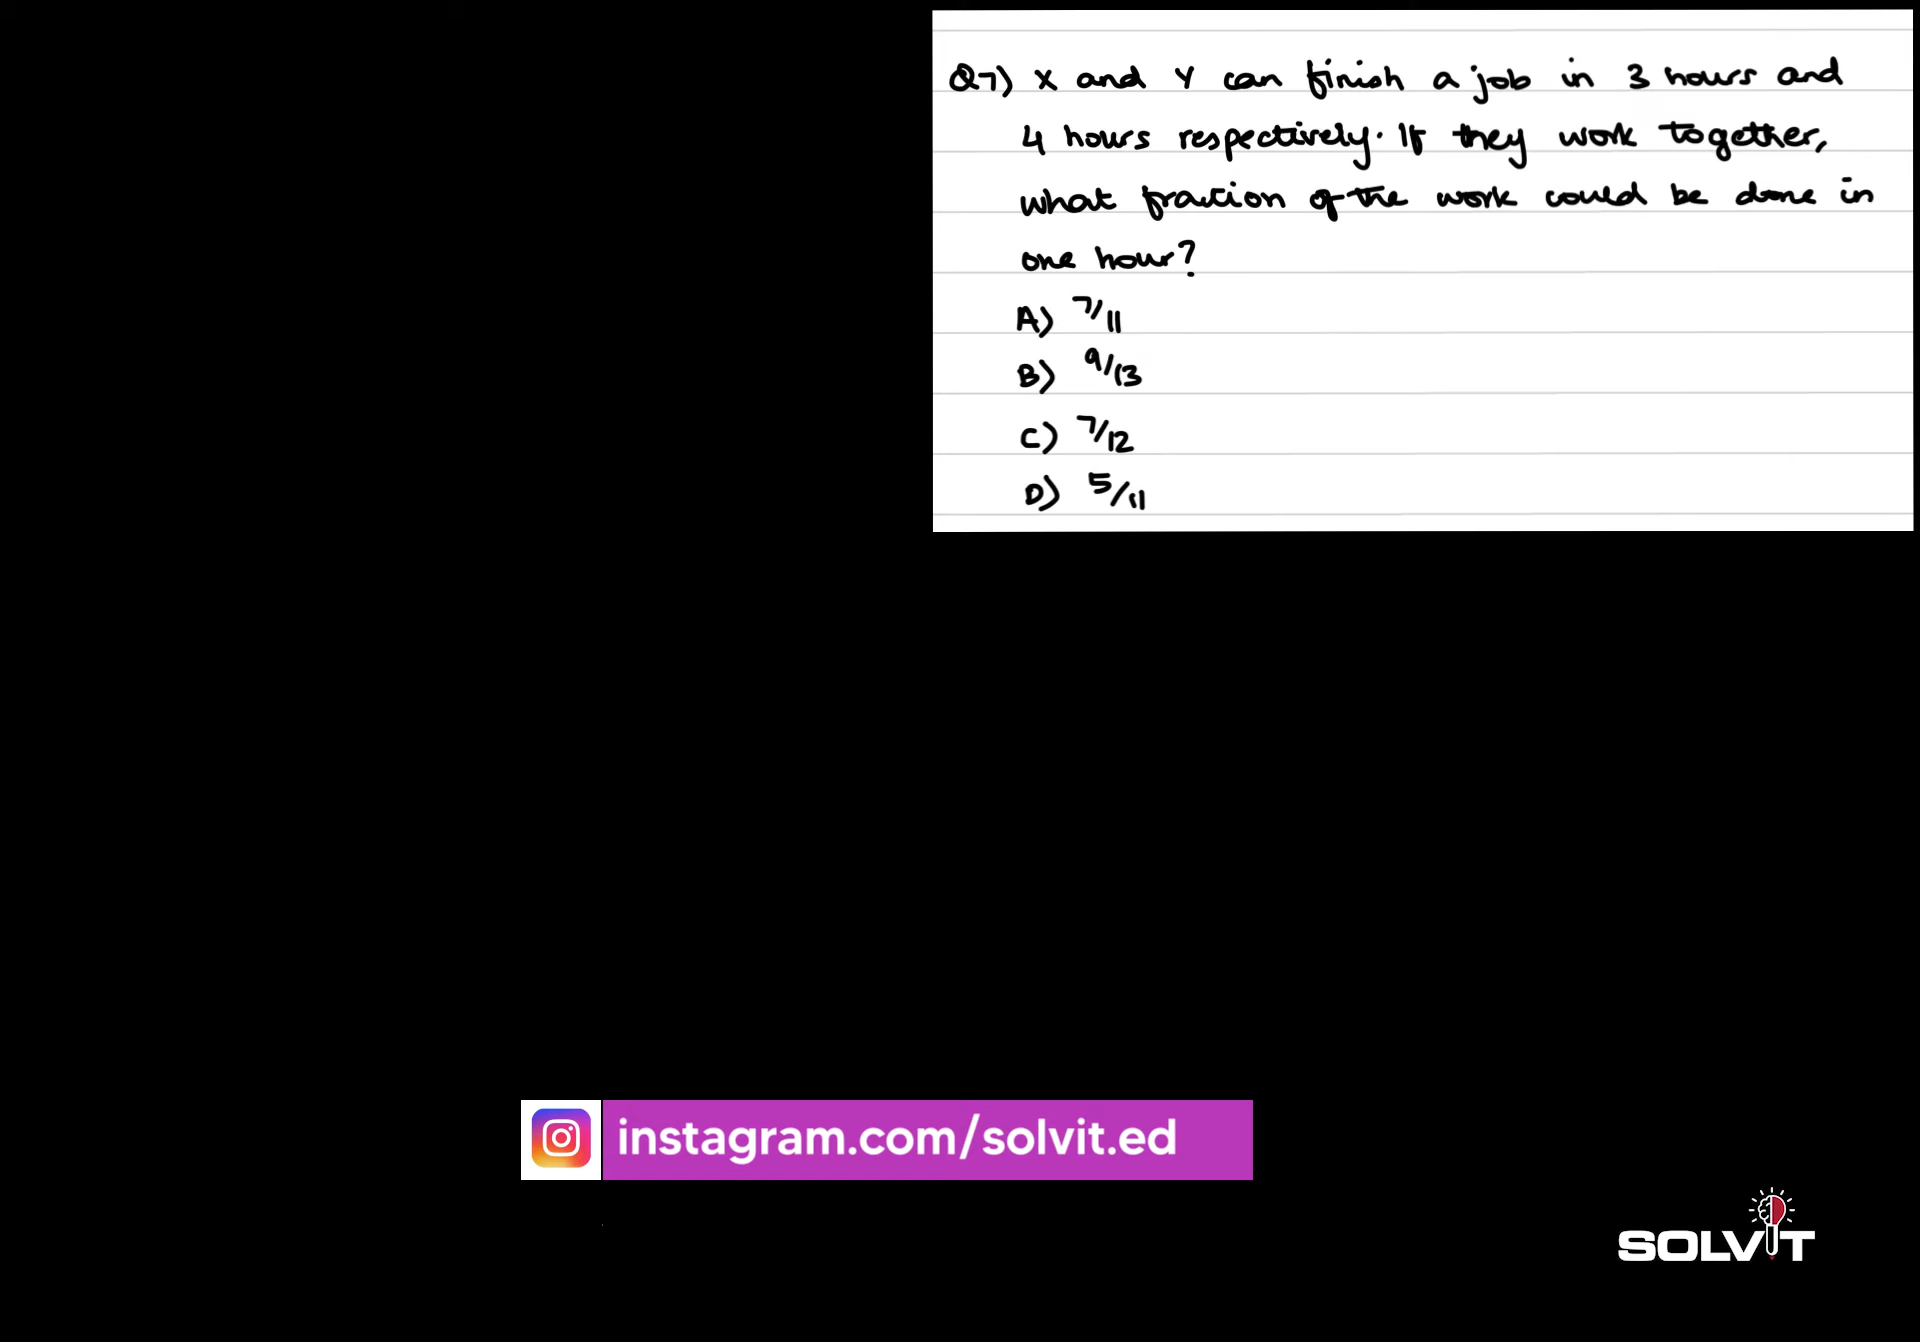 Q7) X and Y can finish a job in 3 hours and
4 hours respectively. If they work together,
what fraction of the work could be done in
one hour?
A) 7/11
B) 9/13
C) 7/12
D) 5/11
instagram.com/solvit.ed
SOLVIT